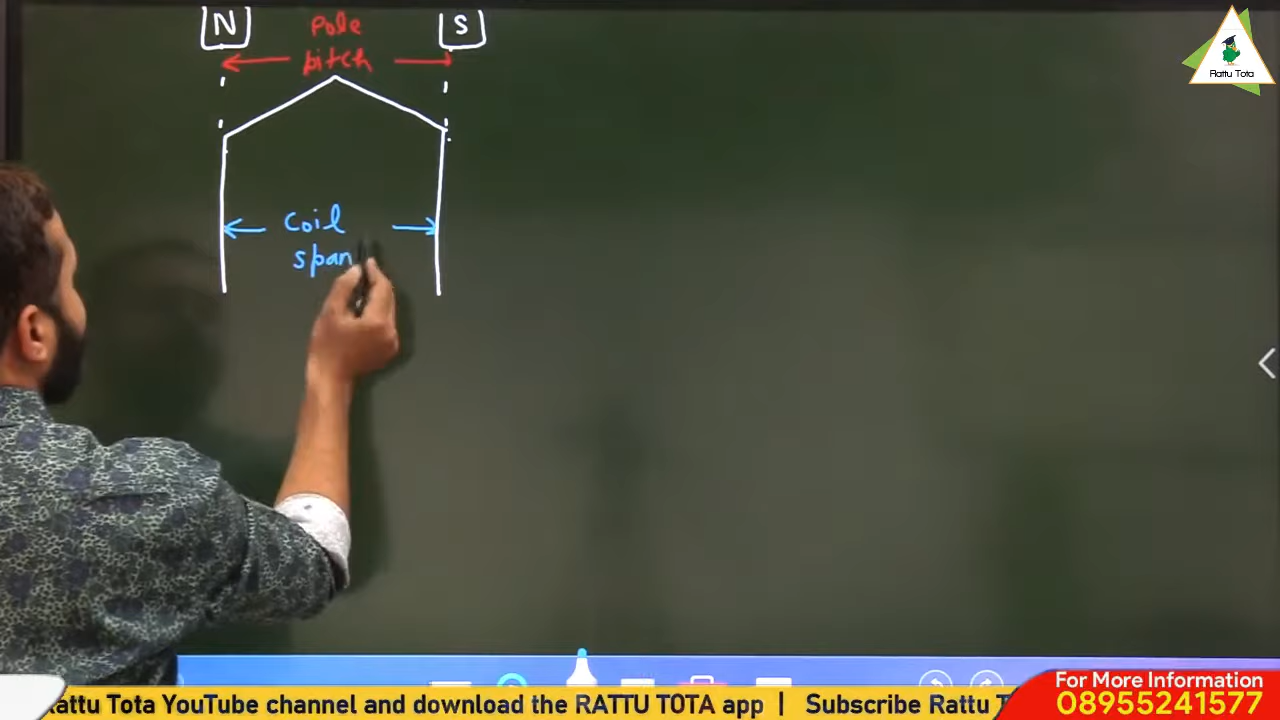 N
S
Pole
pitch
coil
span
Rattu Tota
For More Information
08955241577
Rattu Tota YouTube channel and download the RATTU TOTA app | Subscribe Rattu T